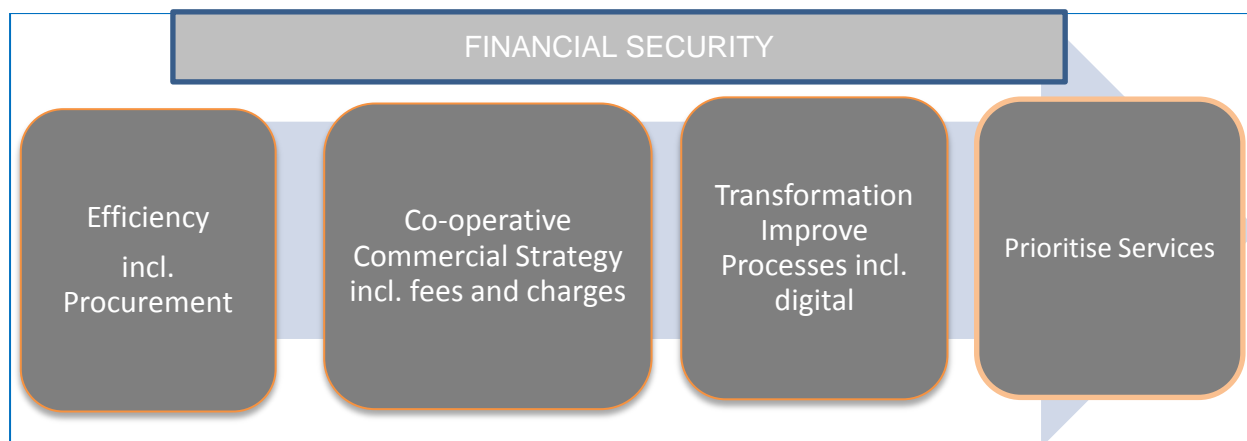 FINANCIAL SECURITY
Efficiency
incl.
Procurement
Co-operative
Commercial Strategy
incl. fees and charges
Transformation
Improve
Processes incl.
digital
Prioritise Services